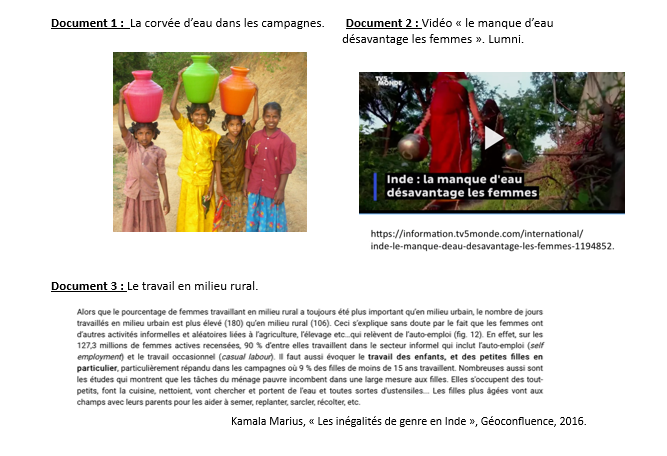 Document 1 : La corvée d’eau dans les campagnes.
Document 2 : Vidéo « le manque d’eau
désavantage les femmes ». Lumni.
TV5
MONDE
Inde : la manque d'eau
désavantage les femmes
https://information.tv5monde.com/international/
inde-le-manque-deau-desavantage-les-femmes-1194852.
Document 3 : Le travail en milieu rural.
Alors que le pourcentage de femmes travaillant en milieu rural a toujours été plus important qu’en milieu urbain, le nombre de jours
travaillés en milieu urbain est plus élevé (180) qu’en milieu rural (106). Ceci s’explique sans doute par le fait que les femmes ont
d’autres activités informelles et aléatoires liées à l’agriculture, l’élevage etc...qui relèvent de l’auto-emploi (fig. 12). En effet, sur les
127,3 millions de femmes actives recensées, 90 % d’entre elles travaillent dans le secteur informel qui inclut l’auto-emploi (self
employment) et le travail occasionnel (casual labour). Il faut aussi évoquer le travail des enfants, et des petites filles en
particulier, particulièrement répandu dans les campagnes où 9 % des filles de moins de 15 ans travaillent. Nombreuses aussi sont
les études qui montrent que les tâches du ménage pauvre incombent dans une large mesure aux filles. Elles s’occupent des tout-
petits, font la cuisine, nettoient, vont chercher et portent de l’eau et toutes sortes d’ustensiles... Les filles plus âgées vont aux
champs avec leurs parents pour les aider à semer, replanter, sarcler, récolter, etc.
Kamala Marius, « Les inégalités de genre en Inde », Géoconfluence, 2016.